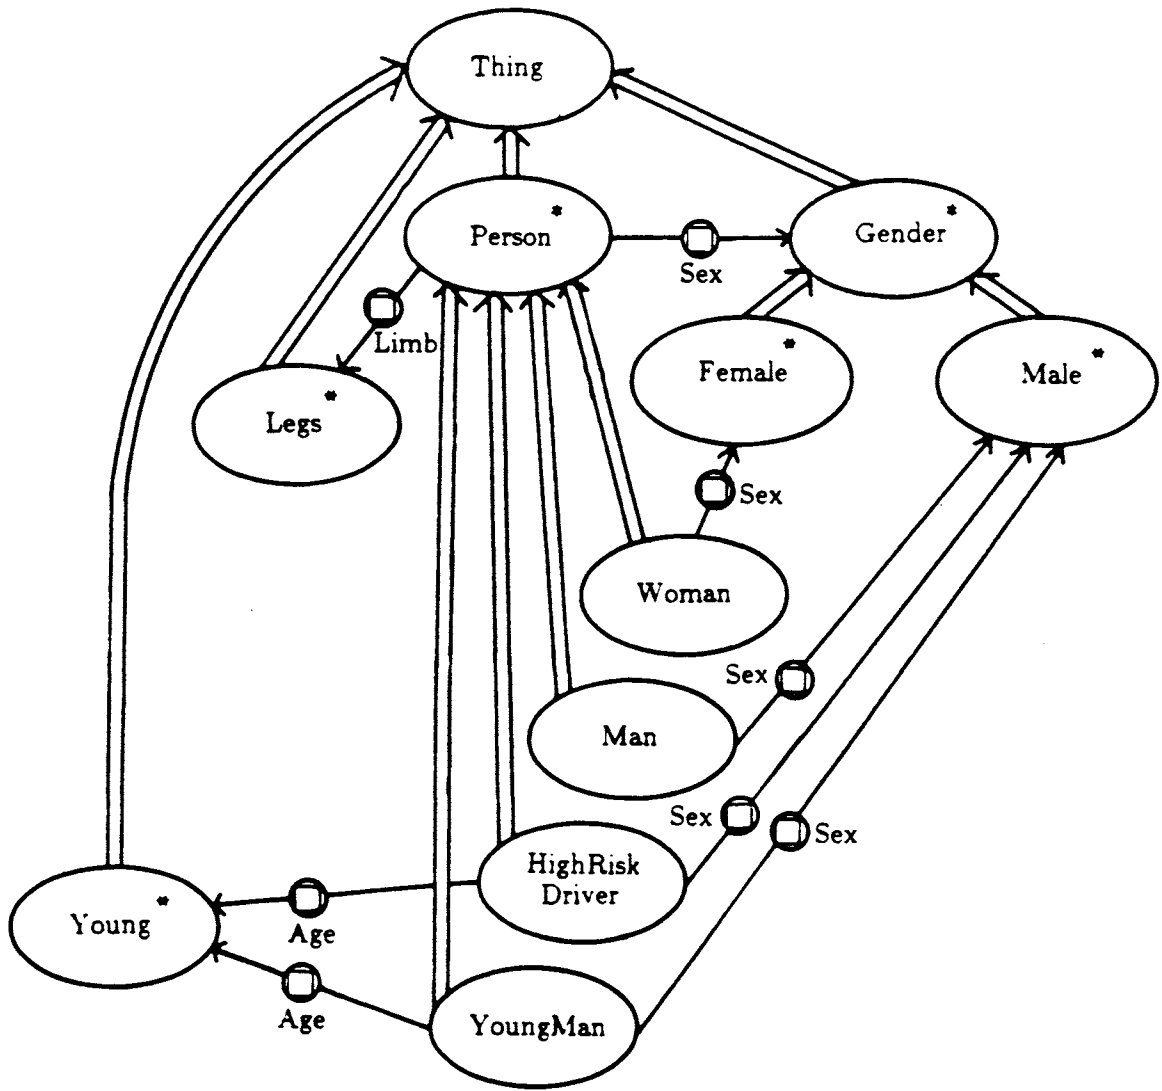 Thing
Person *
Gender *
Sex
Limb
Female *
Male *
Legs *
Sex
Woman
Sex
Man
Sex
Sex
HighRisk
Driver
Young *
Age
Age
YoungMan